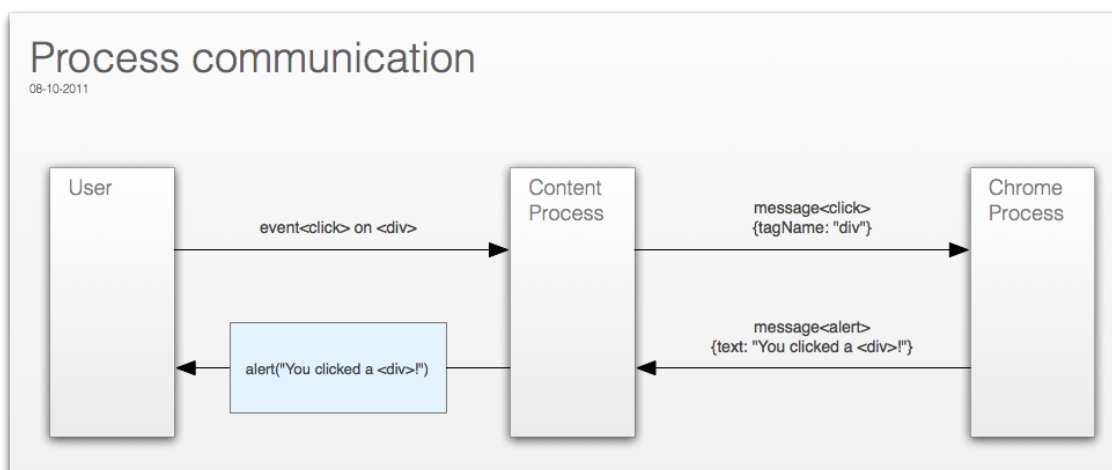 Process communication
08-10-2011
User
event<click> on <div>
Content
Process
message<click>
{tagName: "div"}
Chrome
Process
message<alert>
{text: "You clicked a <div>!"}
alert("You clicked a <div>!")